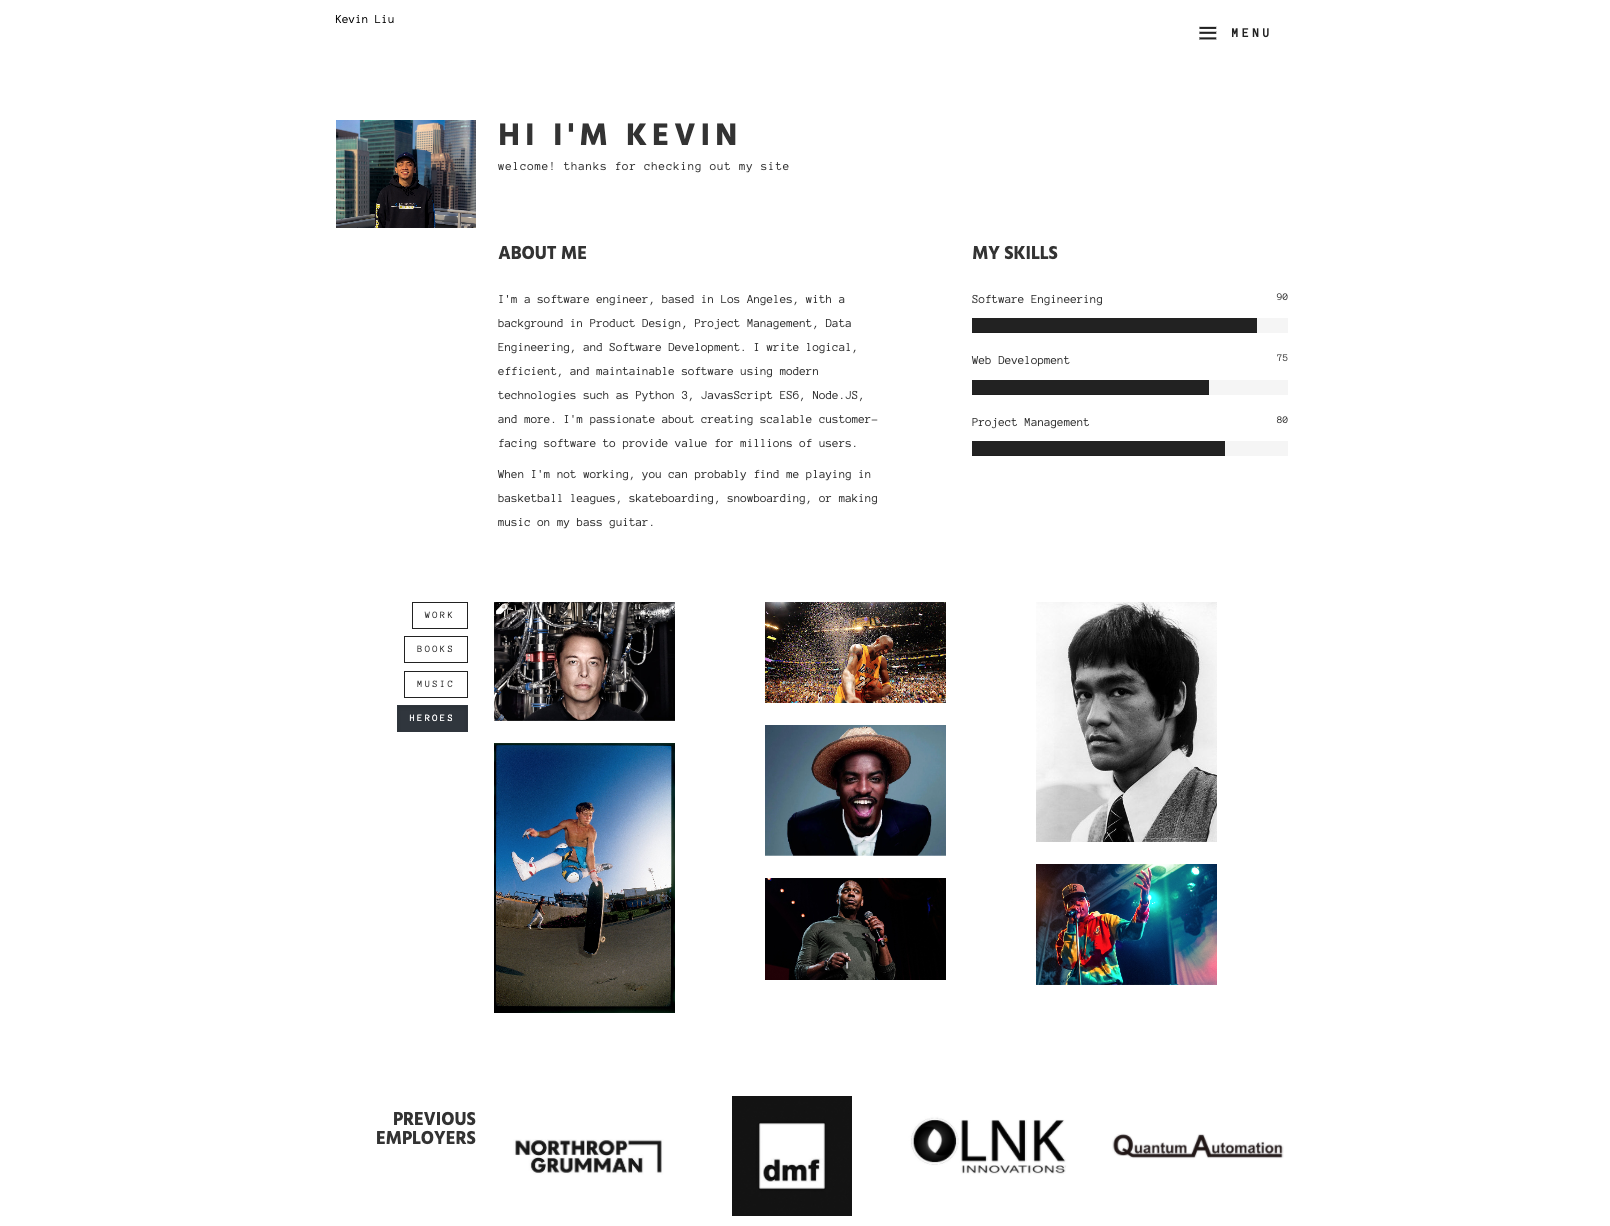 Kevin Liu
MENU
HI I'M KEVIN
welcome! thanks for checking out my site
ABOUT ME
I'm a software engineer, based in Los Angeles, with a
background in Product Design, Project Management, Data
Engineering, and Software Development. I write logical,
efficient, and maintainable software using modern
technologies such as Python 3, JavasScript ES6, Node.JS,
and more. I'm passionate about creating scalable customer-
facing software to provide value for millions of users.
When I'm not working, you can probably find me playing in
basketball leagues, skateboarding, snowboarding, or making
music on my bass guitar.
MY SKILLS
Software Engineering 90
Web Development 75
Project Management 80
WORK
BOOKS
MUSIC
HEROES
PREVIOUS
EMPLOYERS
NORTHROP
GRUMMAN
dmf
OLNK
INNOVATIONS
Quantum Automation